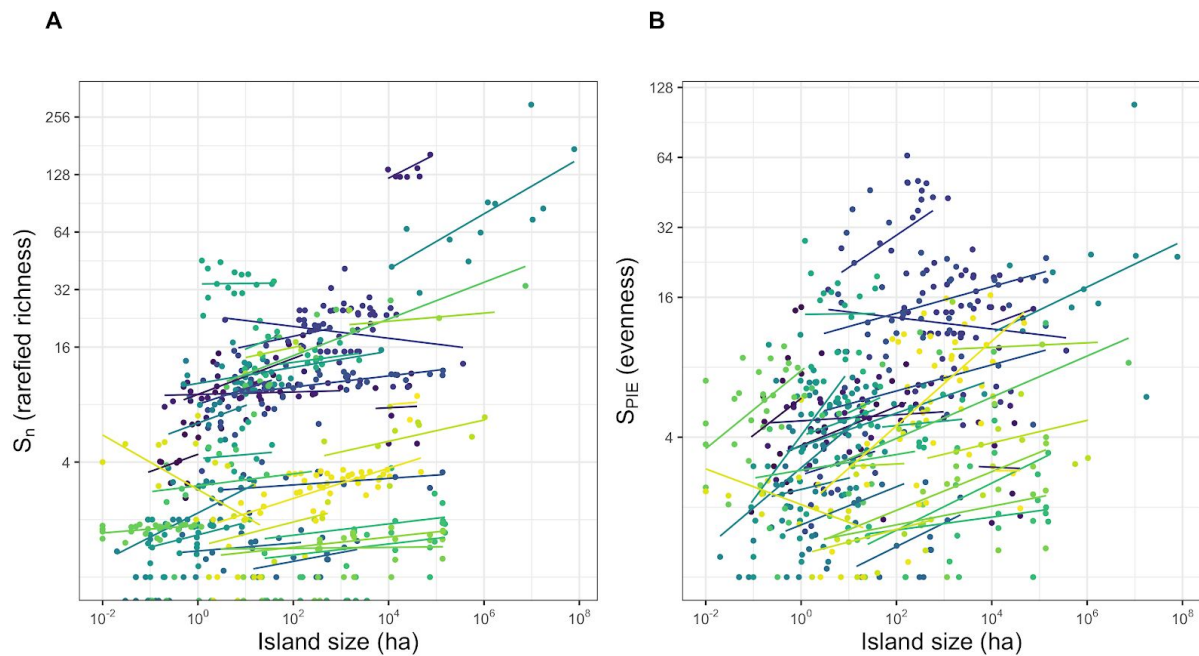 A
B
256
128
64
32
16
4
Sn (rarefied richness)
10⁻² 10⁰ 10² 10⁴ 10⁶ 10⁸
Island size (ha)
128
64
32
16
4
SPIE (evenness)
10⁻² 10⁰ 10² 10⁴ 10⁶ 10⁸
Island size (ha)